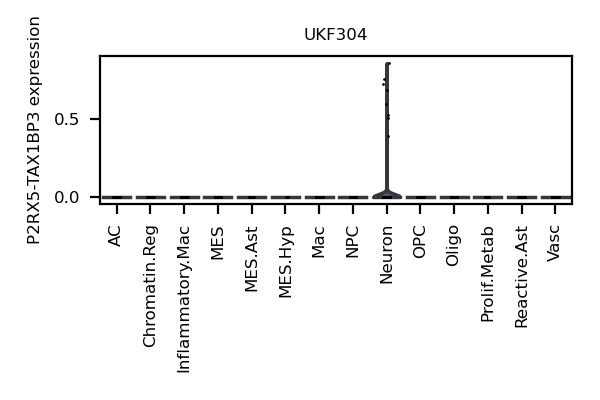 UKF304
P2RX5-TAX1BP3 expression
0.5
0.0
AC
Chromatin.Reg
Inflammatory.Mac
MES
MES.Ast
MES.Hyp
Mac
NPC
Neuron
OPC
Oligo
Prolif.Metab
Reactive.Ast
Vasc